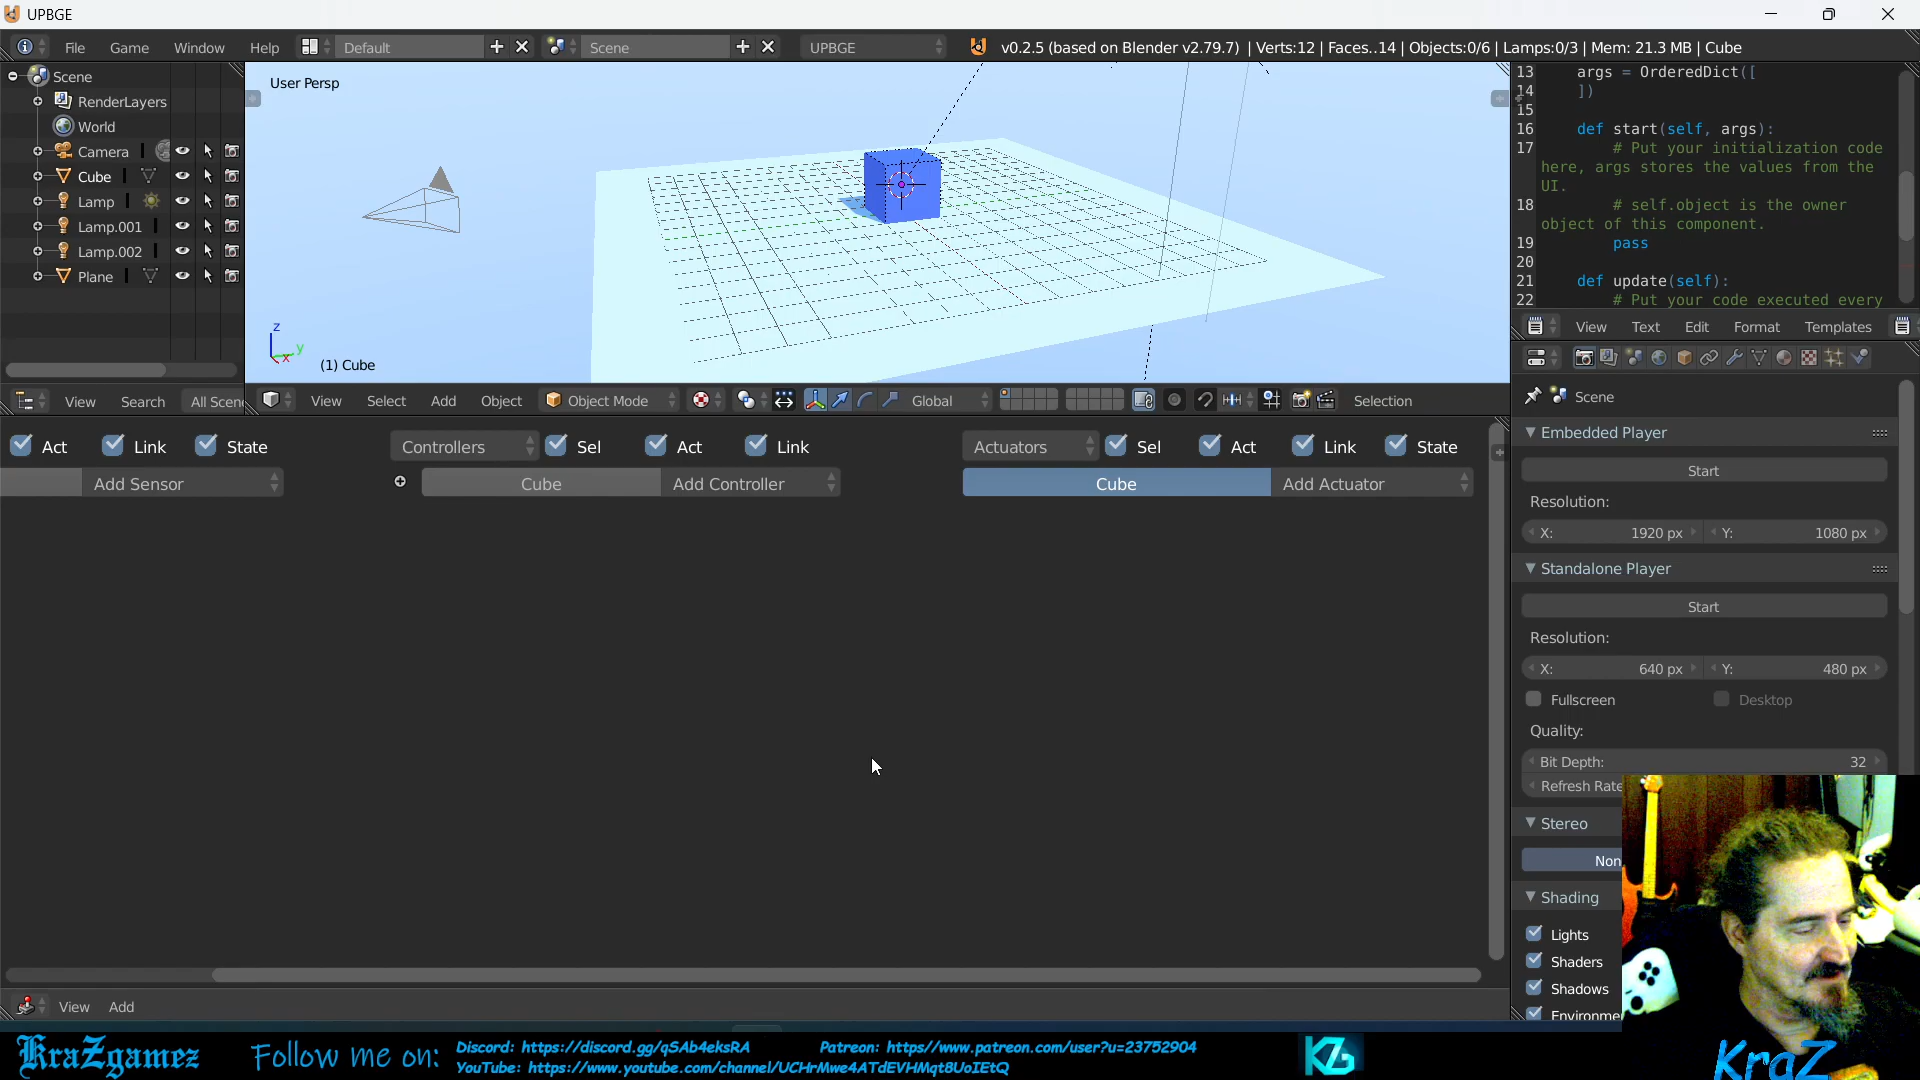 UPBGE
File Game Window Help Default Scene UPBGE v0.2.5 (based on Blender v2.79.7) | Verts:12 | Faces..14 | Objects:0/6 | Lamps:0/3 | Mem: 21.3 MB | Cube
Scene
RenderLayers
World
Camera
Cube
Lamp
Lamp.001
Lamp.002
Plane
View Search All Scen
User Persp
z
y
x
(1) Cube
View Select Add Object Object Mode Global Selection
13 args = OrderedDict([
14 ])
15
16 def start(self, args):
17 # Put your initialization code
here, args stores the values from the
UI.
18 # self.object is the owner
object of this component.
19 pass
20
21 def update(self):
22 # Put your code executed every
View Text Edit Format Templates
Act Link State Controllers Sel Act Link Actuators Sel Act Link State
Add Sensor Cube Add Controller Cube Add Actuator
View Add
Scene
Embedded Player
Start
Resolution:
X: 1920 px Y: 1080 px
Standalone Player
Start
Resolution:
X: 640 px Y: 480 px
Fullscreen Desktop
Quality:
Bit Depth: 32
Refresh Rate
Stereo
Non
Shading
Lights
Shaders
Shadows
Environme
KraZgamez Follow me on:
Discord: https://discord.gg/qSAb4eksRA Patreon: https//www.patreon.com/user?u=23752904
YouTube: https://www.youtube.com/channel/UCHrMwe4ATdEVHMqt8UoIEtQ
KG
KraZ